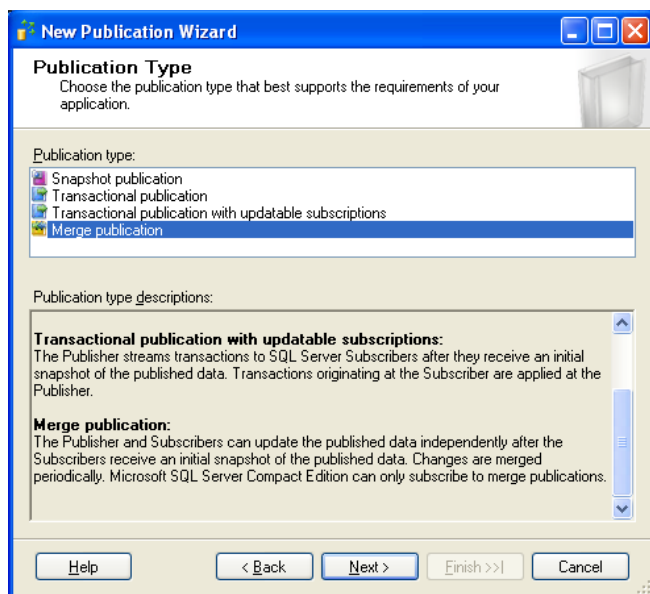 New Publication Wizard
Publication Type
Choose the publication type that best supports the requirements of your
application.
Publication type:
Snapshot publication
Transactional publication
Transactional publication with updatable subscriptions
Merge publication
Publication type descriptions:
Transactional publication with updatable subscriptions:
The Publisher streams transactions to SQL Server Subscribers after they receive an initial
snapshot of the published data. Transactions originating at the Subscriber are applied at the
Publisher.
Merge publication:
The Publisher and Subscribers can update the published data independently after the
Subscribers receive an initial snapshot of the published data. Changes are merged
periodically. Microsoft SQL Server Compact Edition can only subscribe to merge publications.
Help < Back Next > Finish >>| Cancel